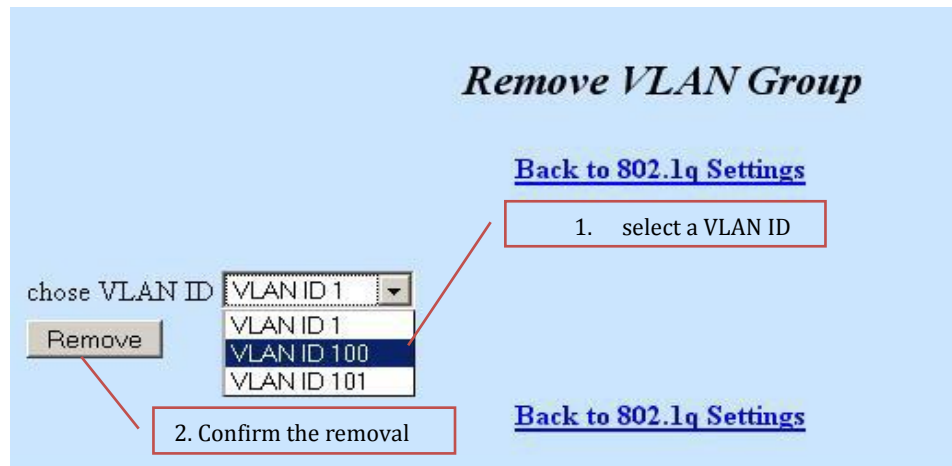 Remove VLAN Group
Back to 802.1q Settings
1. select a VLAN ID
chose VLAN ID VLAN ID 1
VLAN ID 1
Remove
VLAN ID 100
VLAN ID 101
2. Confirm the removal
Back to 802.1q Settings